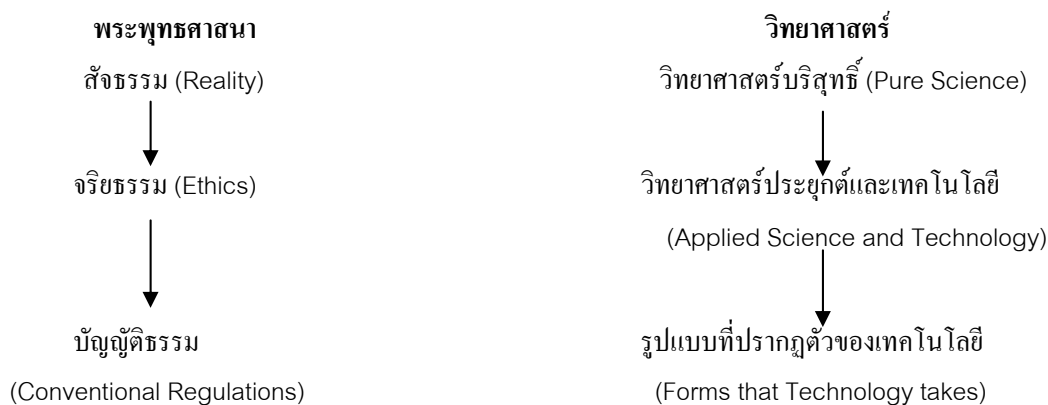 พระพุทธศาสนา
สัจธรรม (Reality)
จริยธรรม (Ethics)
บัญญัติธรรม
(Conventional Regulations)
วิทยาศาสตร์
วิทยาศาสตร์บริสุทธิ์ (Pure Science)
วิทยาศาสตร์ประยุกต์และเทคโนโลยี
(Applied Science and Technology)
รูปแบบที่ปรากฏตัวของเทคโนโลยี
(Forms that Technology takes)